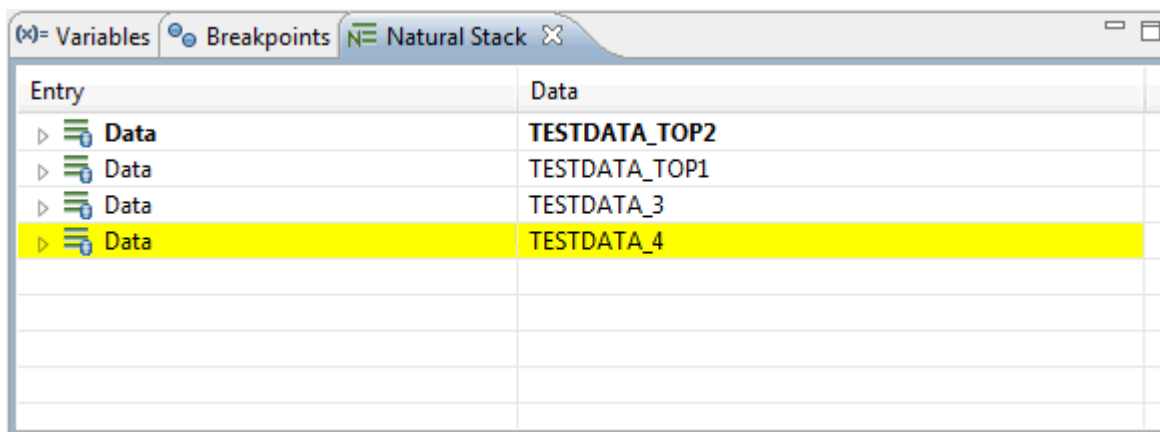 (x)= Variables Breakpoints N Natural Stack
Entry Data
Data TESTDATA_TOP2
Data TESTDATA_TOP1
Data TESTDATA_3
Data TESTDATA_4